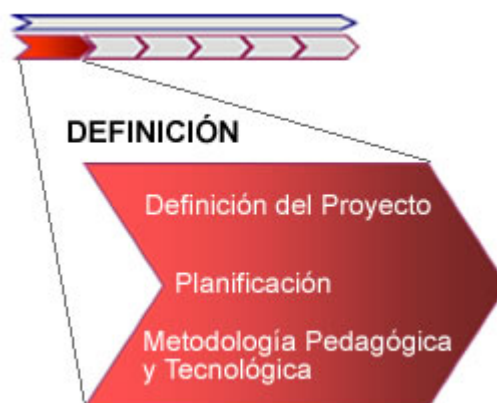 DEFINICIÓN
Definición del Proyecto
Planificación
Metodología Pedagógica
y Tecnológica